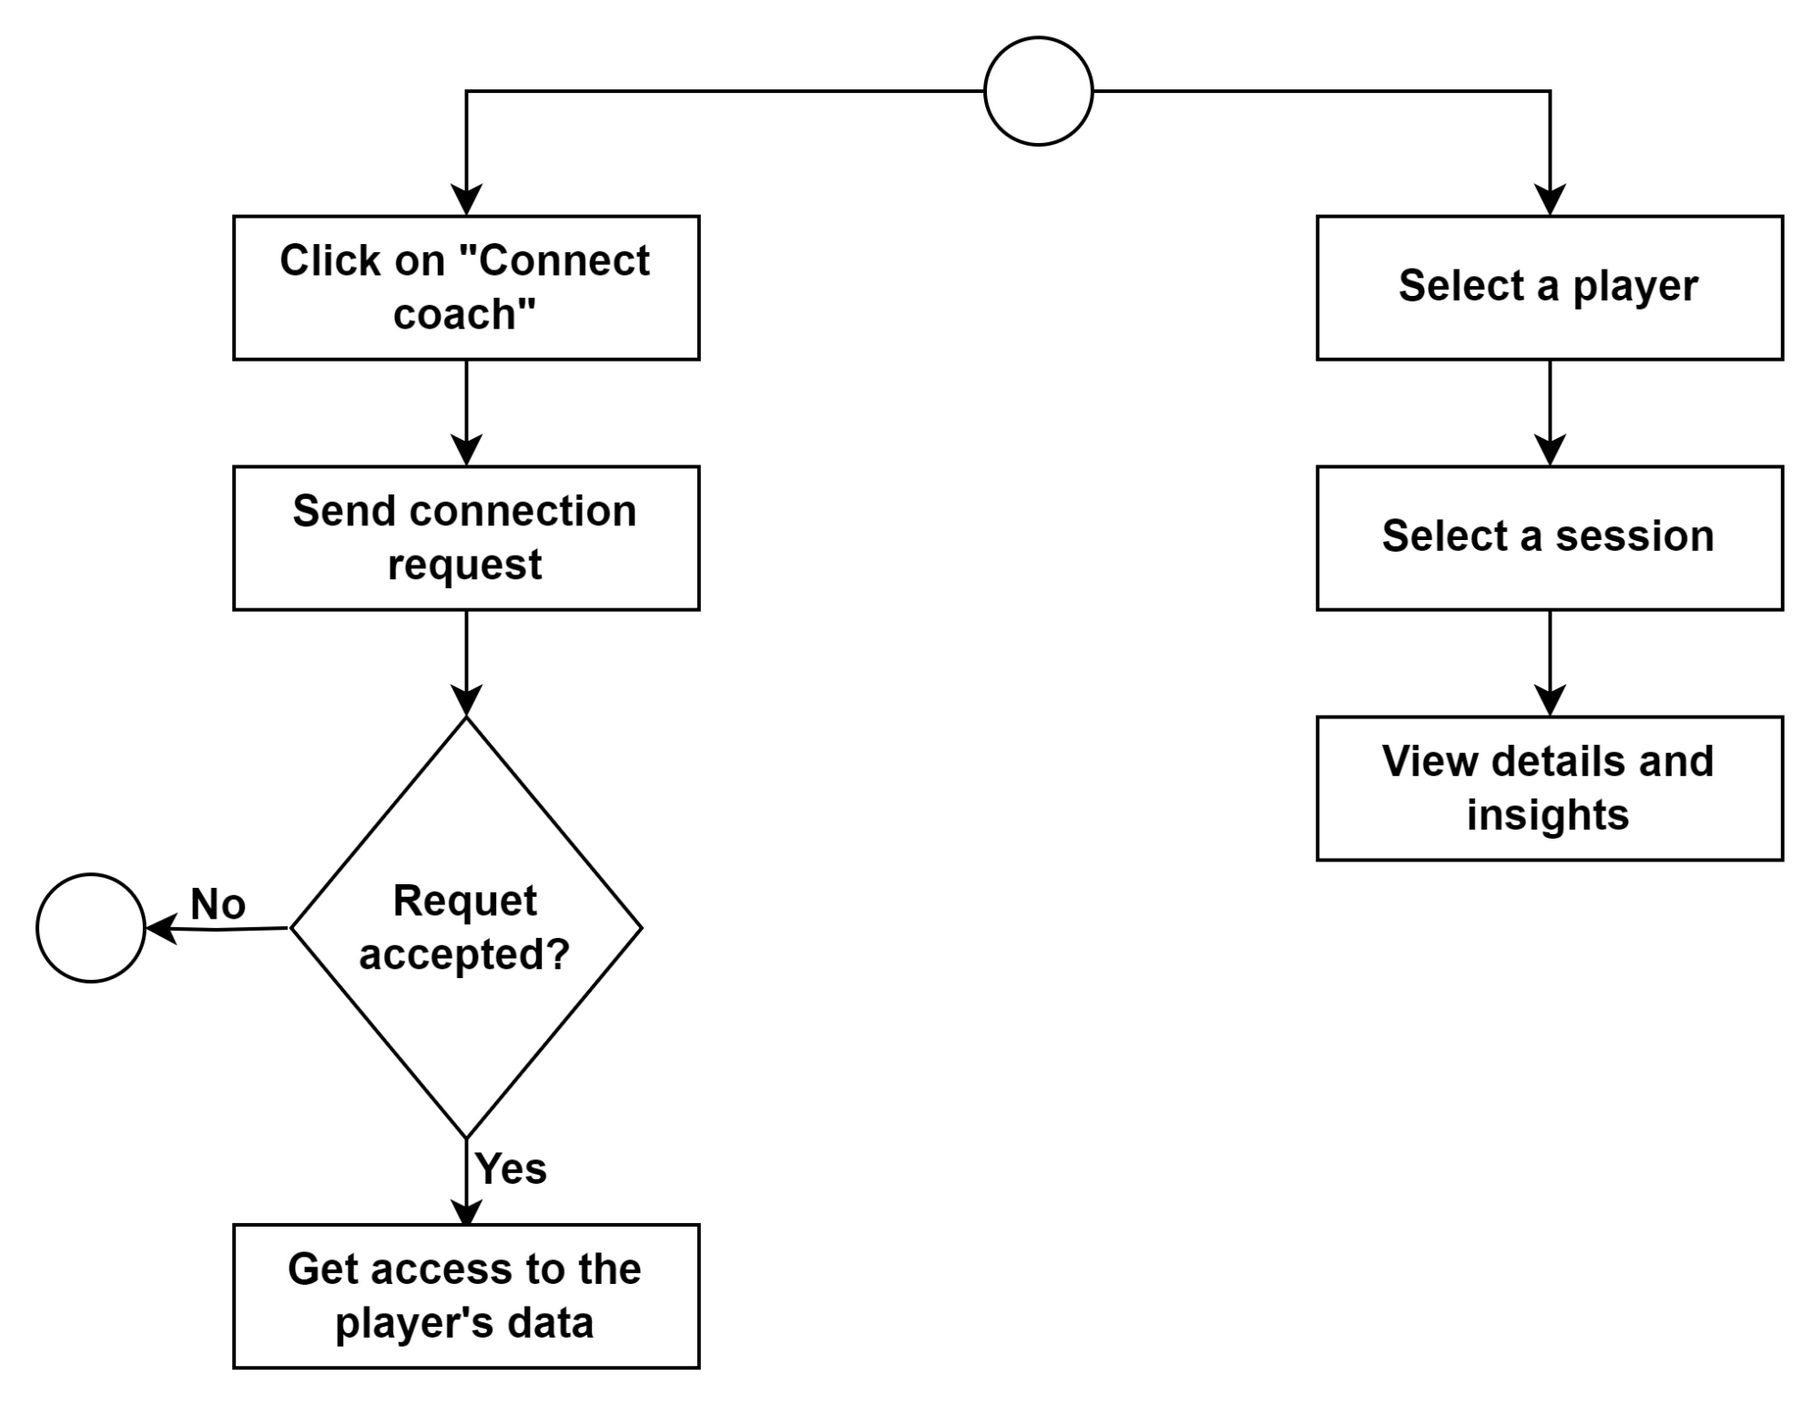 Click on "Connect
coach"
Select a player
Send connection
request
Select a session
View details and
insights
No
Requet
accepted?
Yes
Get access to the
player's data